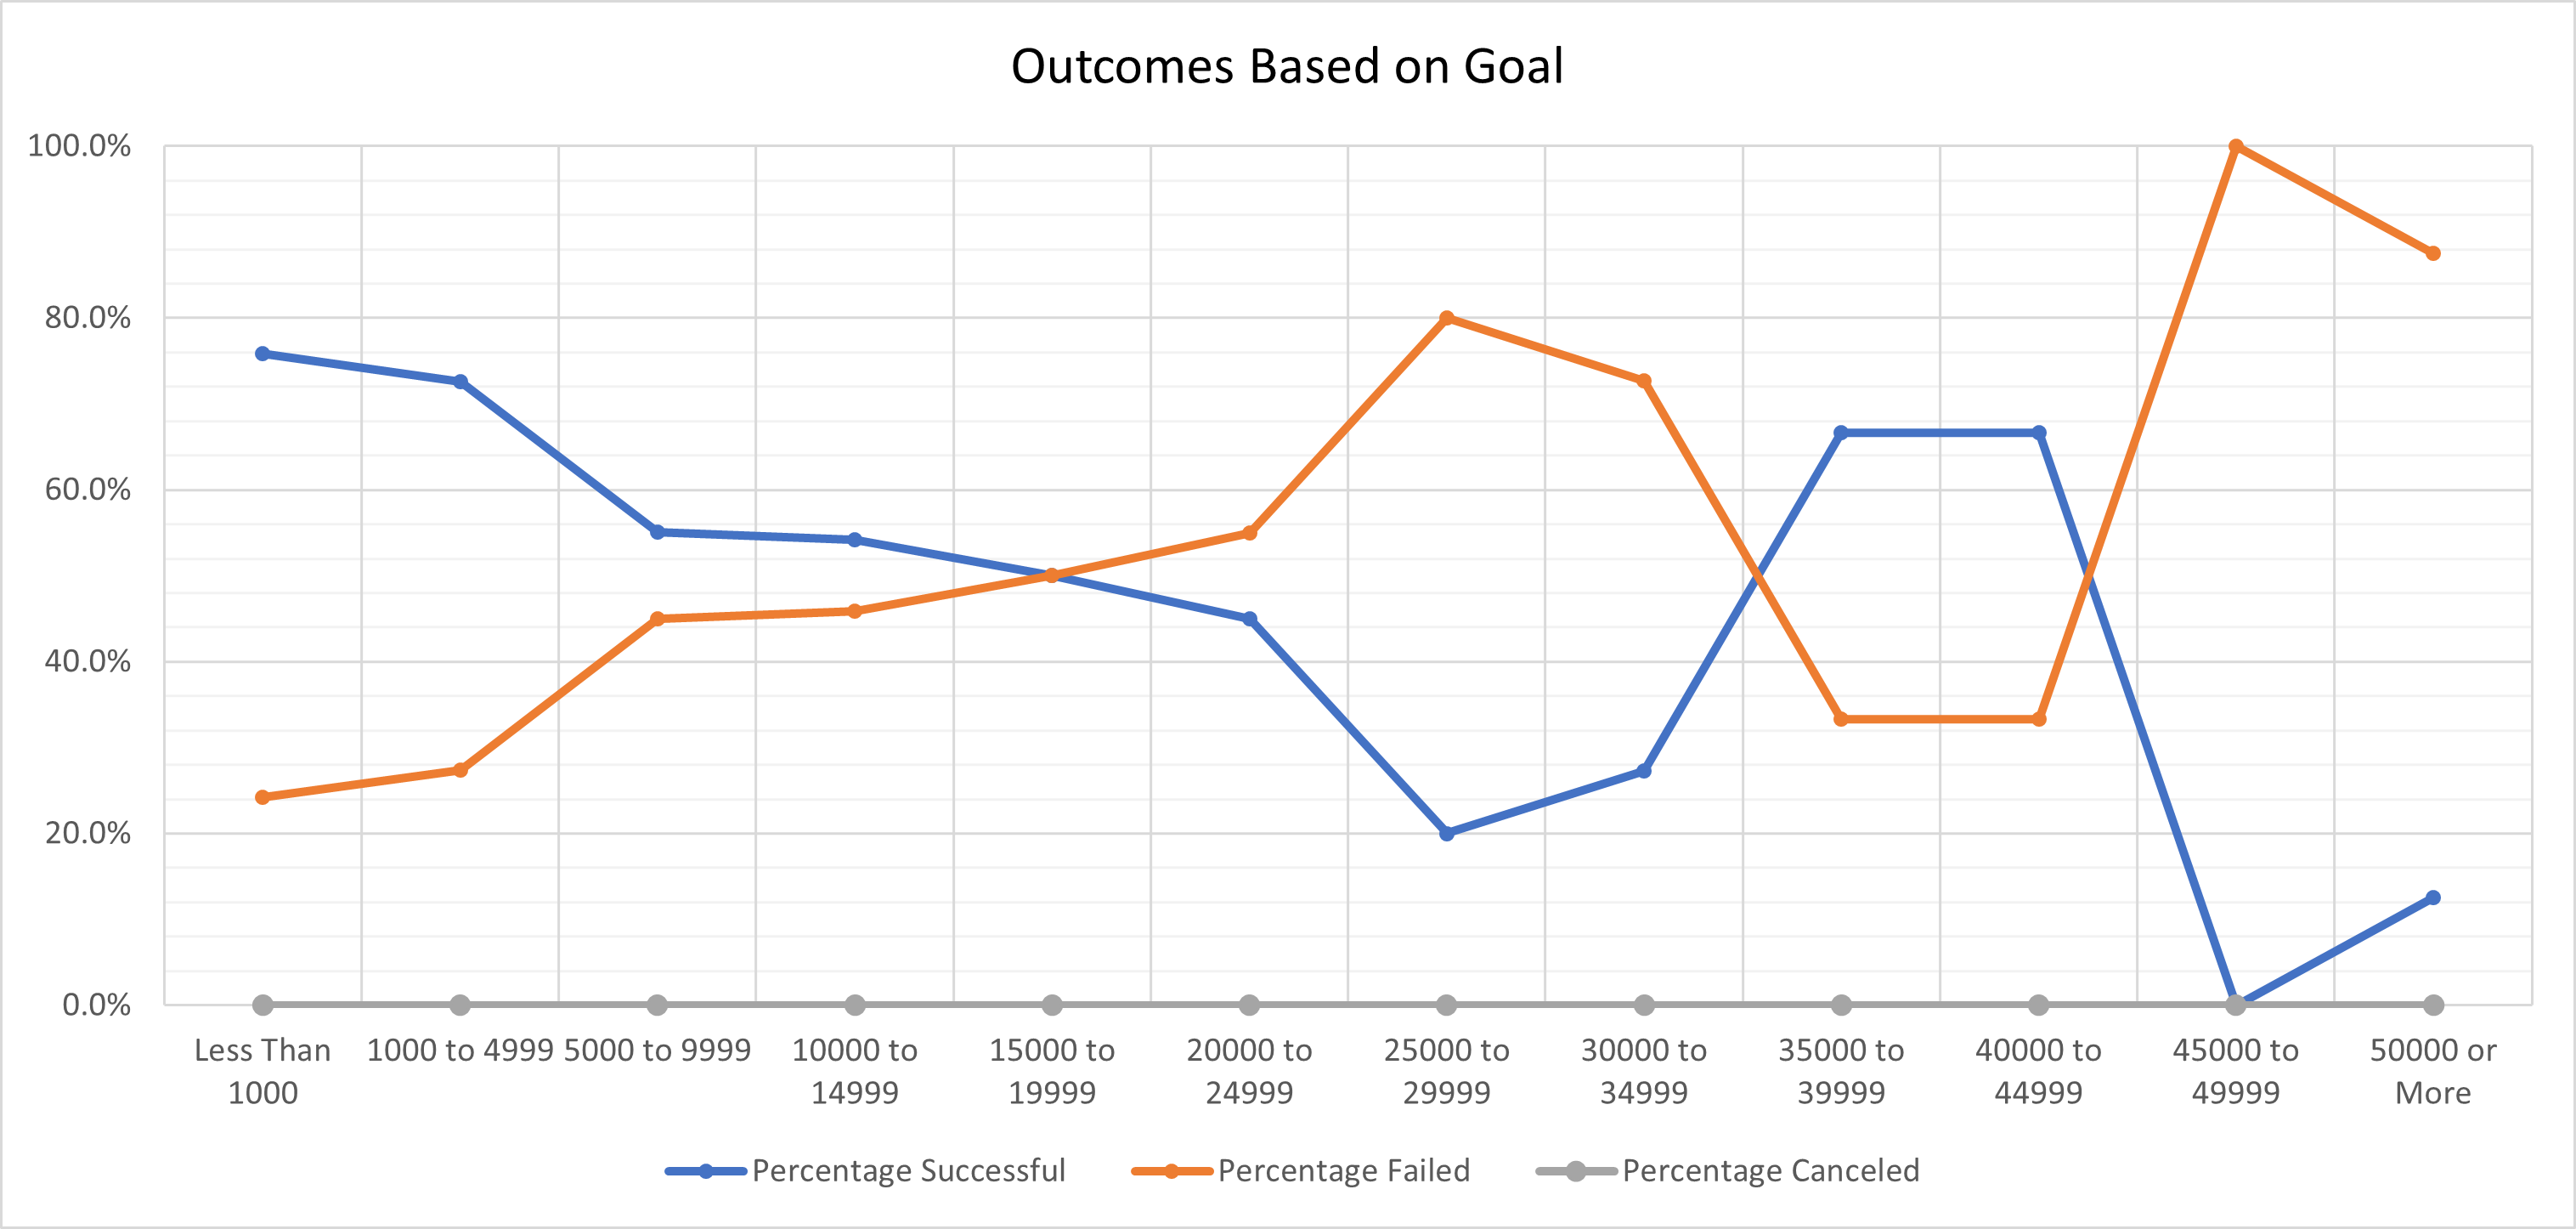 Outcomes Based on Goal
100.0%
80.0%
60.0%
40.0%
20.0%
0.0%
Less Than 1000
1000 to 4999
5000 to 9999
10000 to 14999
15000 to 19999
20000 to 24999
25000 to 29999
30000 to 34999
35000 to 39999
40000 to 44999
45000 to 49999
50000 or More
Percentage Successful
Percentage Failed
Percentage Canceled